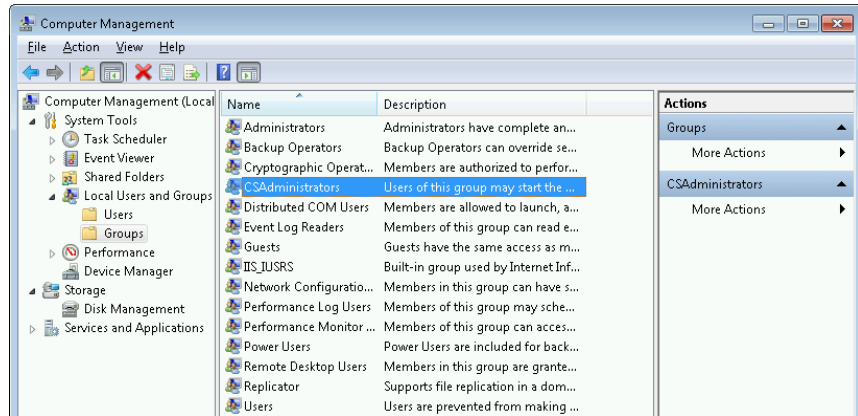 Computer Management
File Action View Help
Computer Management (Local
System Tools
Task Scheduler
Event Viewer
Shared Folders
Local Users and Groups
Users
Groups
Performance
Device Manager
Storage
Disk Management
Services and Applications
Name Description
Administrators Administrators have complete an...
Backup Operators Backup Operators can override se...
Cryptographic Operat... Members are authorized to perfor...
CSAdministrators Users of this group may start the ...
Distributed COM Users Members are allowed to launch, a...
Event Log Readers Members of this group can read e...
Guests Guests have the same access as m...
IIS_IUSRS Built-in group used by Internet Inf...
Network Configuratio... Members in this group can have s...
Performance Log Users Members of this group may sche...
Performance Monitor ... Members of this group can acces...
Power Users Power Users are included for back...
Remote Desktop Users Members in this group are grante...
Replicator Supports file replication in a dom...
Users Users are prevented from making ...
Actions
Groups
More Actions
CSAdministrators
More Actions